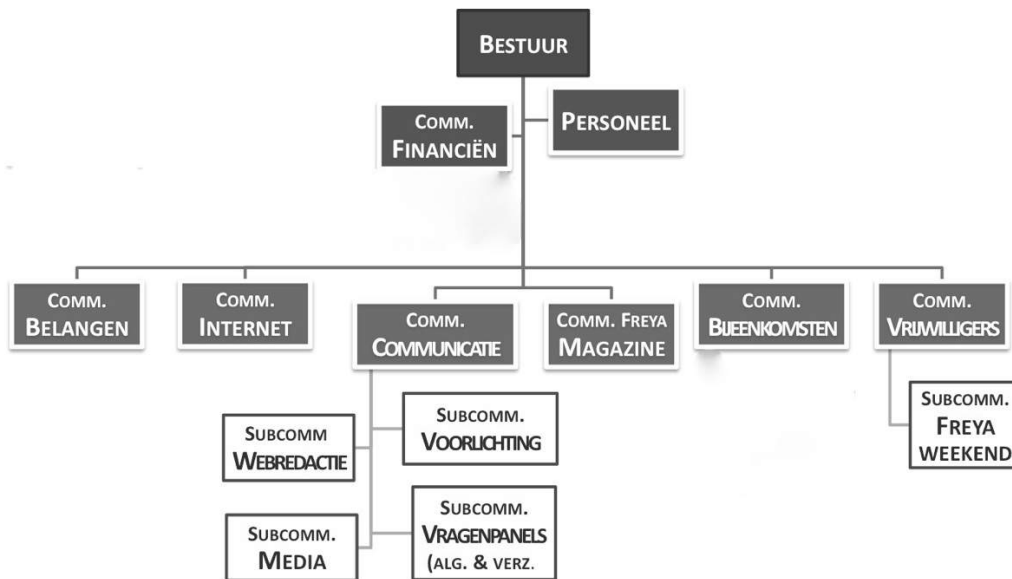 BESTUUR
COMM.
FINANCIËN
PERSONEEL
COMM.
BELANGEN
COMM.
INTERNET
COMM.
COMMUNICATIE
COMM. FREYA
MAGAZINE
COMM.
BIJEENKOMSTEN
COMM.
VRIJWILLIGERS
SUBCOMM
WEBREDACTIE
SUBCOMM.
VOORLICHTING
SUBCOMM.
MEDIA
SUBCOMM.
VRAGENPANELS
(ALG. & VERZ.
SUBCOMM.
FREYA
WEEKEND